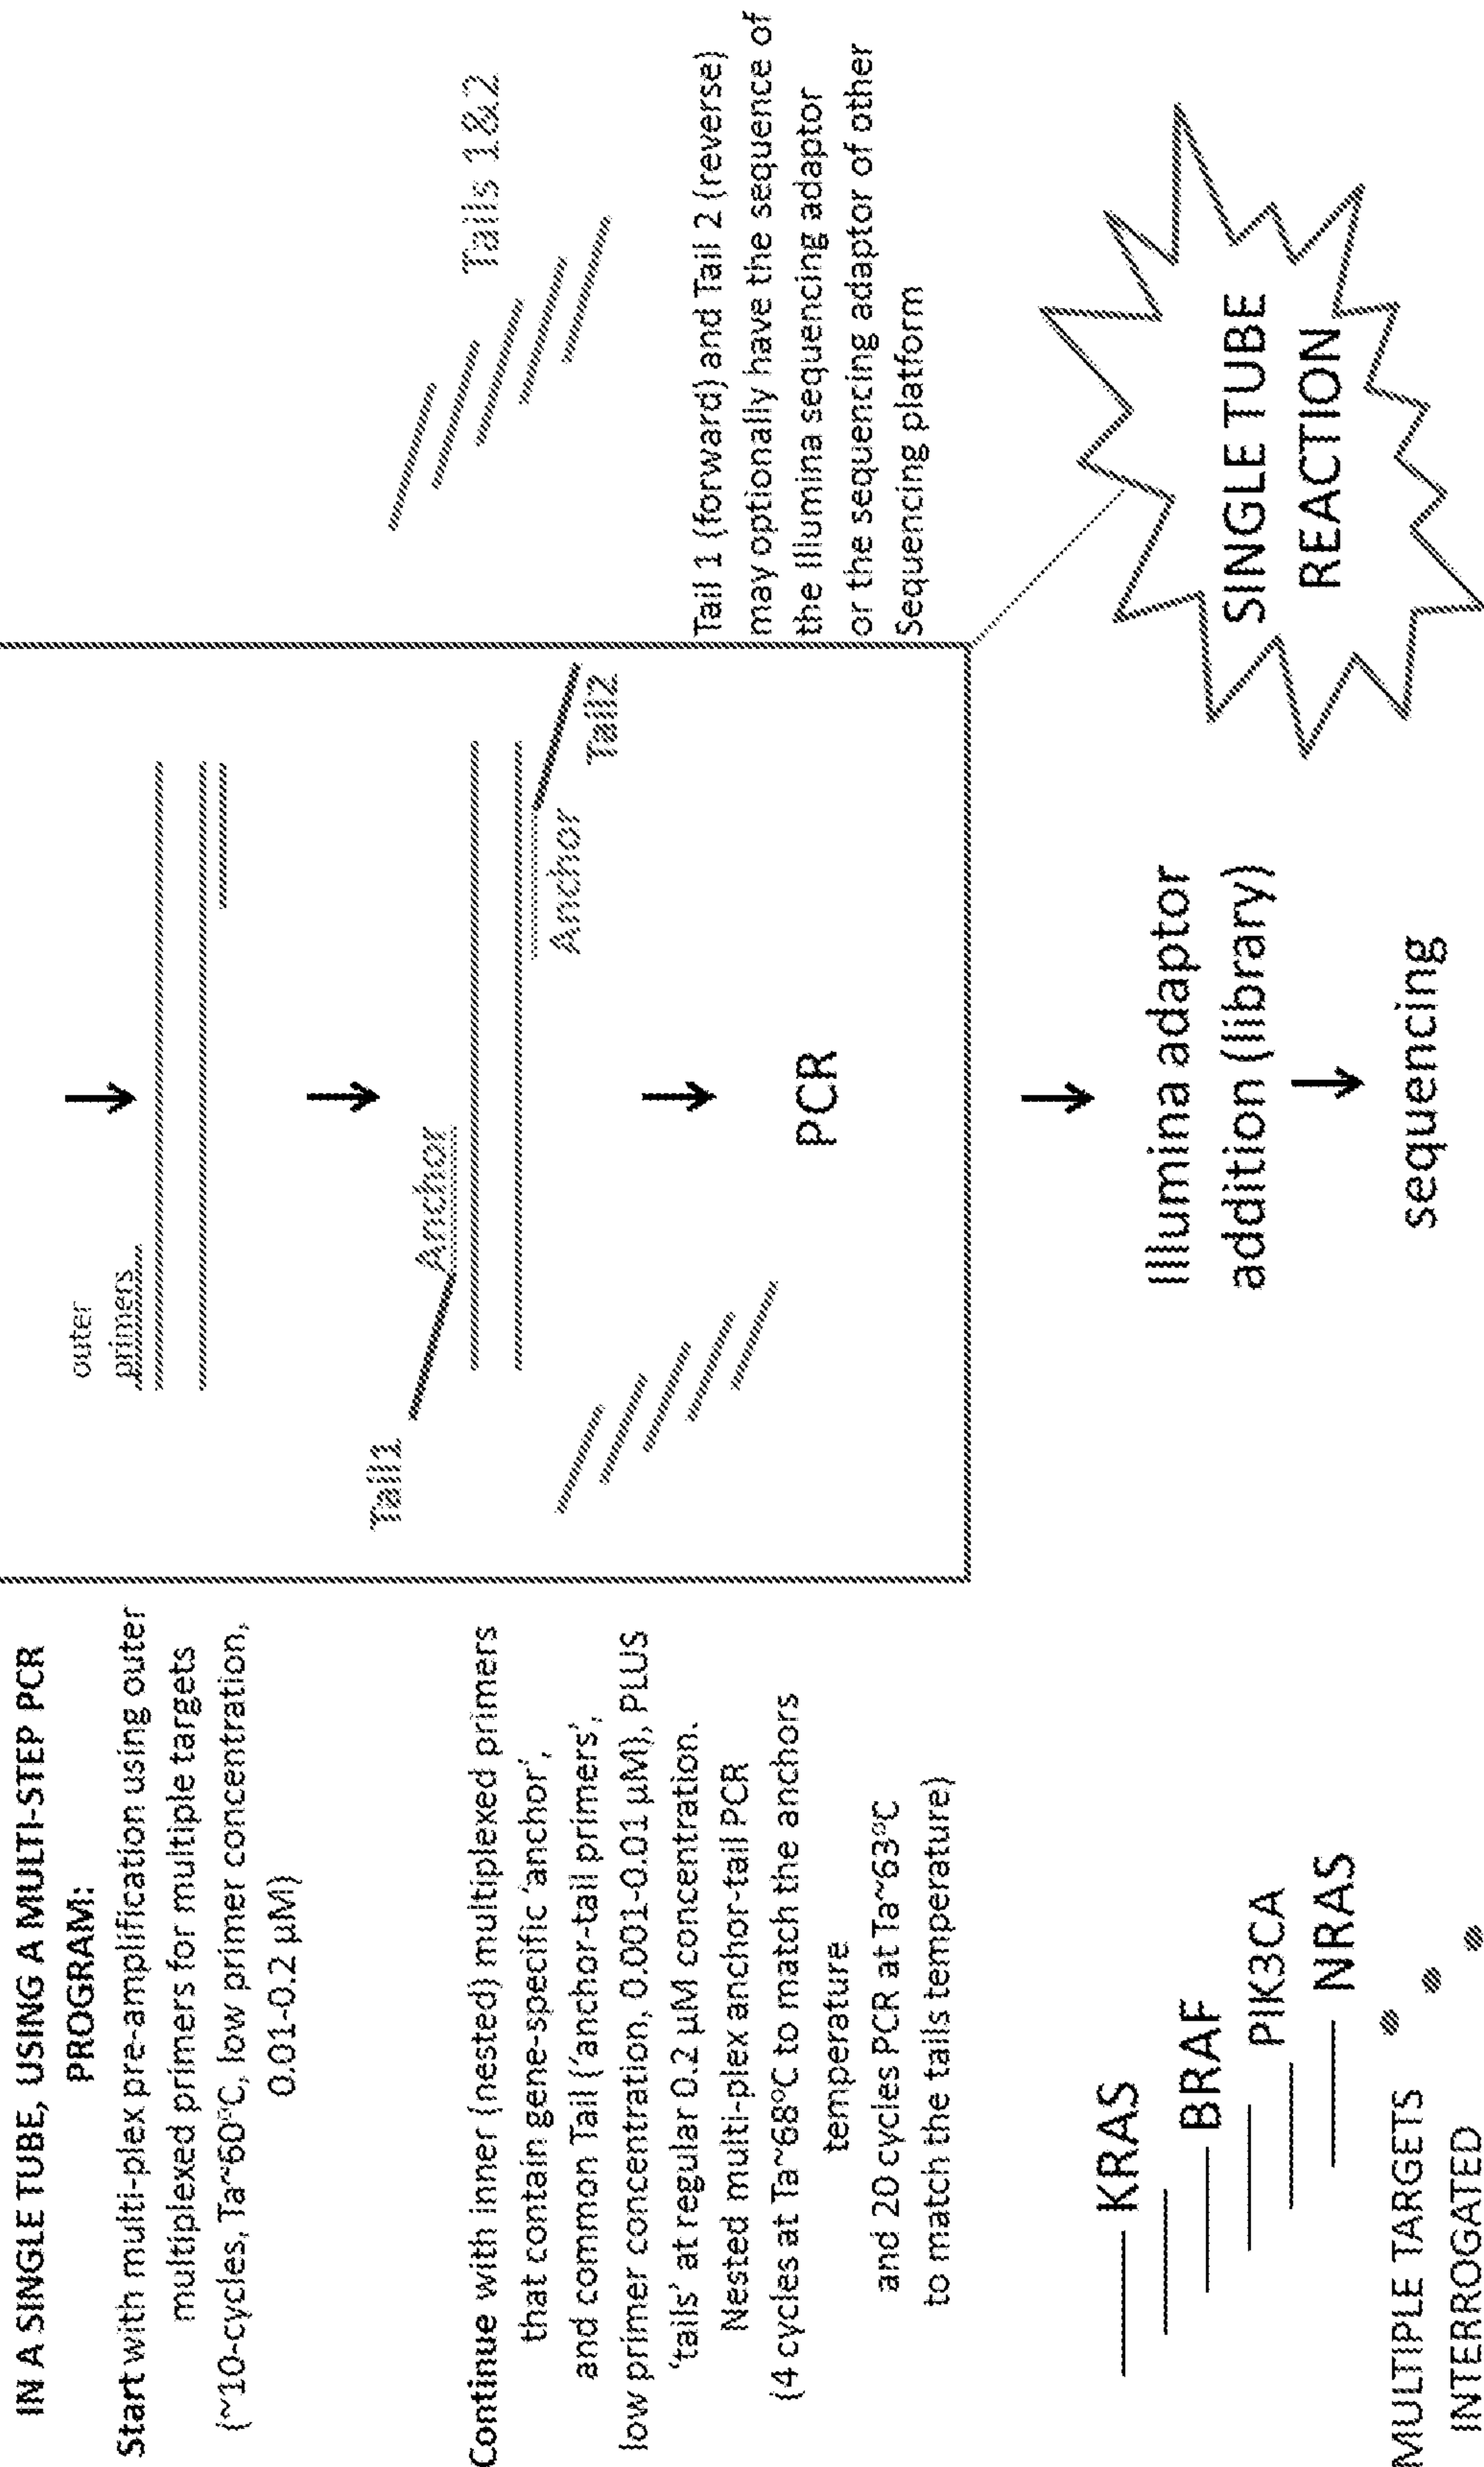 IN A SINGLE TUBE, USING A MULTI-STEP PCR
PROGRAM:
Start with multi-plex pre-amplification using outer
multiplexed primers for multiple targets
(~10-cycles, Ta~60ºC, low primer concentration,
0.01-0.2 µM)
Continue with inner (nested) multiplexed primers
that contain gene-specific 'anchor',
and common Tail ('anchor-tail primers',
low primer concentration, 0.001-0.01 µM), PLUS
'tails' at regular 0.2 µM concentration.
Nested multi-plex anchor-tail PCR
(4 cycles at Ta~68ºC to match the anchors
temperature
and 20 cycles PCR at Ta~63ºC
to match the tails temperature)
KRAS
BRAF
PIK3CA
NRAS
MULTIPLE TARGETS
INTERROGATED
outer
primers
Tail1
Anchor
Anchor
Tail2
PCR
Illumina adaptor
addition (library)
sequencing
Tails 1&2
Tail 1 (forward) and Tail 2 (reverse)
may optionally have the sequence of
the Illumina sequencing adaptor
or the sequencing adaptor of other
Sequencing platform
SINGLE TUBE
REACTION